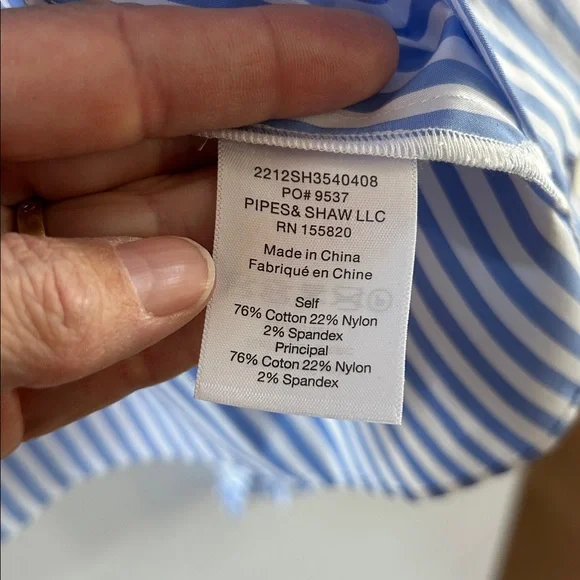 2212SH3540408
PO# 9537
PIPES& SHAW LLC
RN 155820
Made in China
Fabriqué en Chine
Self
76% Cotton 22% Nylon
2% Spandex
Principal
76% Coton 22% Nylon
2% Spandex